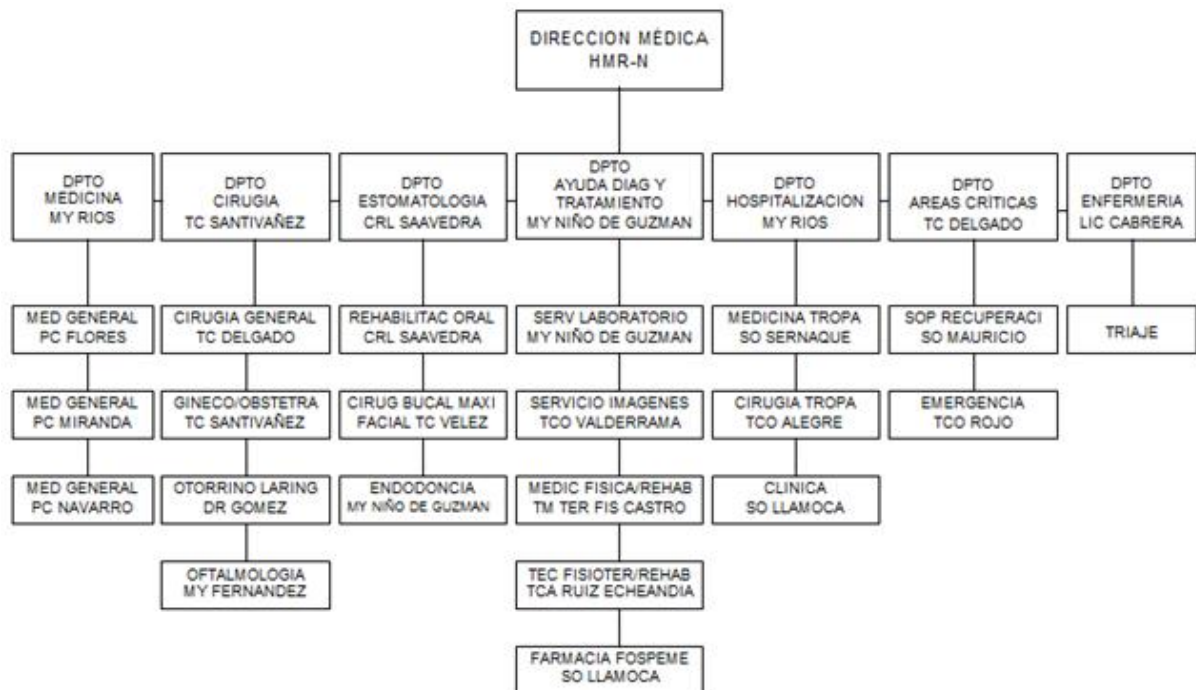 DIRECCION MÉDICA
HMR-N
DPTO
MEDICINA
MY RIOS
DPTO
CIRUGIA
TC SANTIVAÑEZ
DPTO
ESTOMATOLOGIA
CRL SAAVEDRA
DPTO
AYUDA DIAG Y
TRATAMIENTO
MY NIÑO DE GUZMAN
DPTO
HOSPITALIZACION
MY RIOS
DPTO
AREAS CRÍTICAS
TC DELGADO
DPTO
ENFERMERIA
LIC CABRERA
MED GENERAL
PC FLORES
CIRUGIA GENERAL
TC DELGADO
REHABILITAC ORAL
CRL SAAVEDRA
SERV LABORATORIO
MY NIÑO DE GUZMAN
MEDICINA TROPA
SO SERNAQUE
SOP RECUPERACI
SO MAURICIO
TRIAJE
MED GENERAL
PC MIRANDA
GINECO/OBSTETRA
TC SANTIVAÑEZ
CIRUG BUCAL MAXI
FACIAL TC VELEZ
SERVICIO IMAGENES
TCO VALDERRAMA
CIRUGIA TROPA
TCO ALEGRE
EMERGENCIA
TCO ROJO
MED GENERAL
PC NAVARRO
OTORRINO LARING
DR GOMEZ
ENDODONCIA
MY NIÑO DE GUZMAN
MEDIC FISICA/REHAB
TM TER FIS CASTRO
CLINICA
SO LLAMOCA
OFTALMOLOGIA
MY FERNANDEZ
TEC FISIOTER/REHAB
TCA RUIZ ECHEANDIA
FARMACIA FOSPEME
SO LLAMOCA